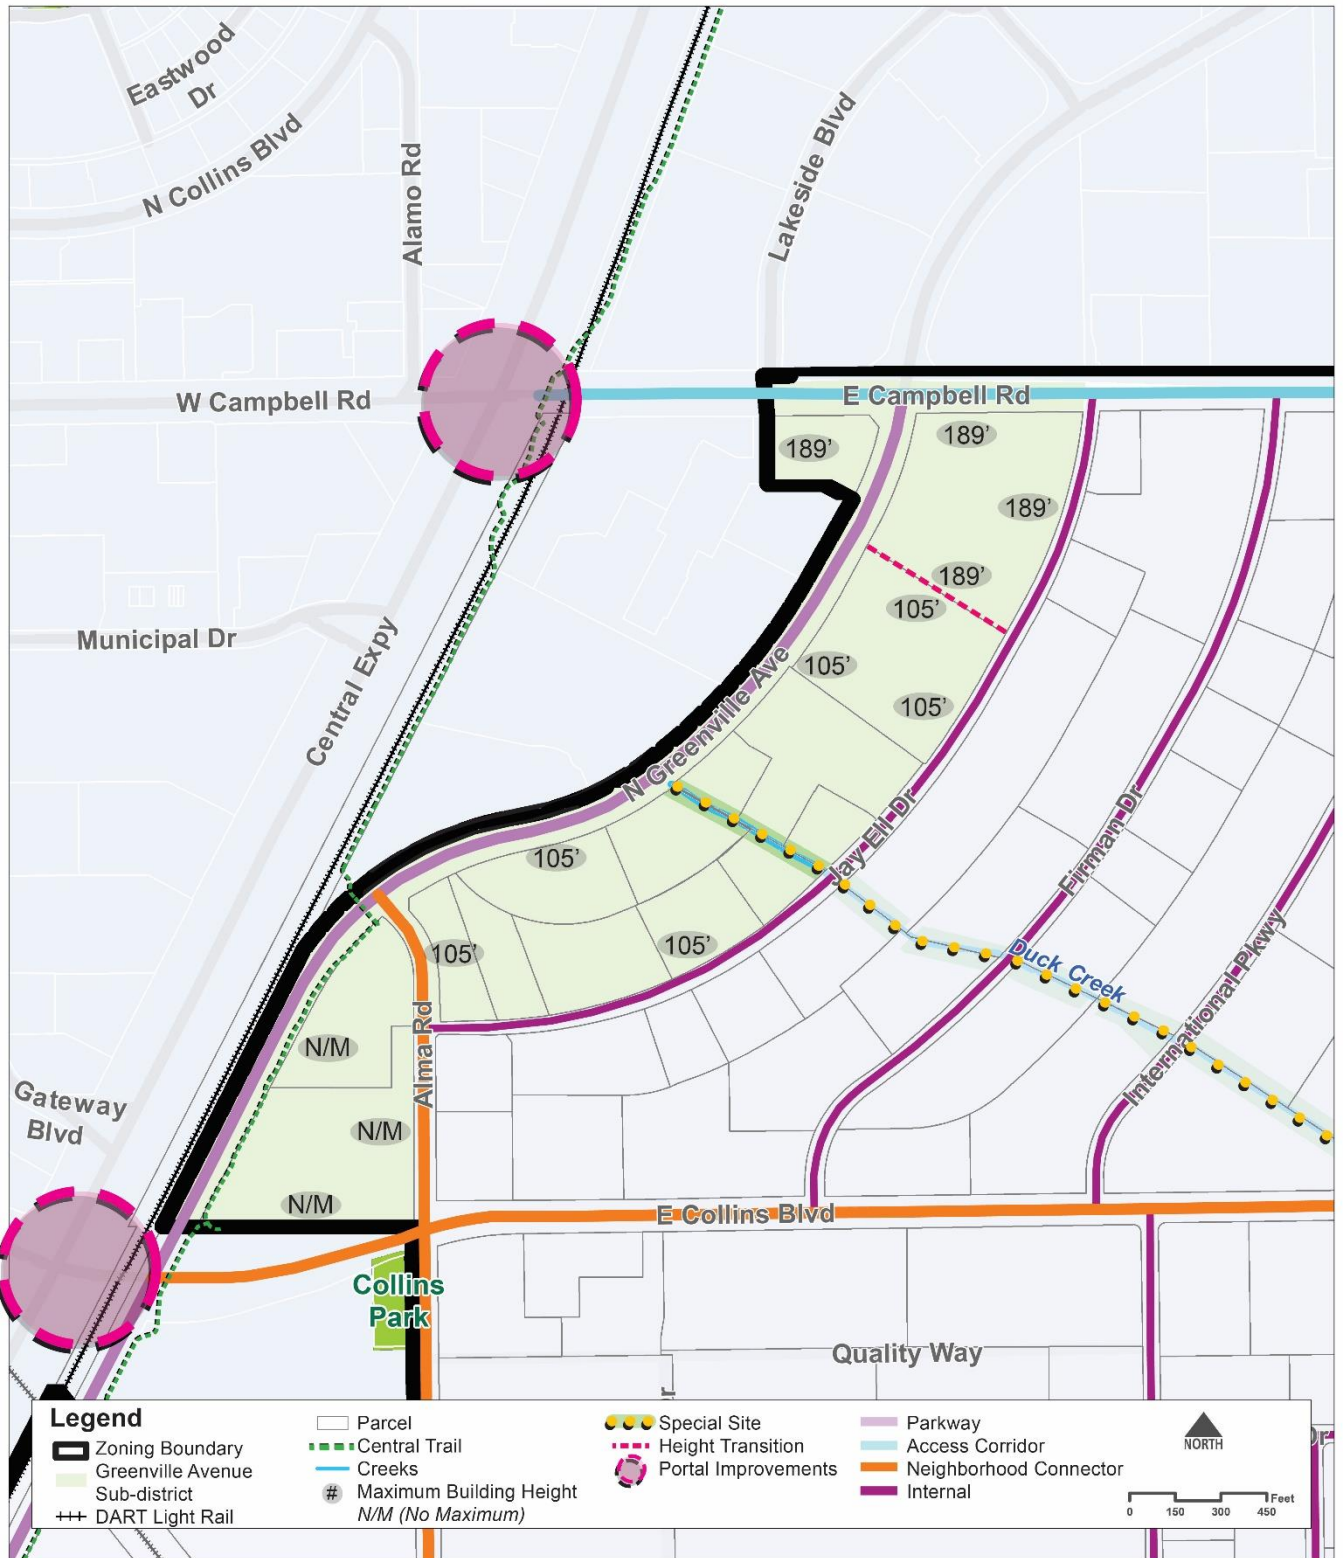 Eastwood
Dr
N Collins Blvd
Alamo Rd
Lakeside Blvd
W Campbell Rd
E Campbell Rd
189’
189’
189’
189’
105’
105’
105’
Municipal Dr
Central Expy
N Greenville Ave
Jay Ell Dr
Firman Dr
105’
105’
105’
Duck Creek
International Pkwy
Alma Rd
N/M
N/M
N/M
Gateway
Blvd
E Collins Blvd
Collins
Park
Quality Way
Legend
Zoning Boundary
Greenville Avenue
Sub-district
DART Light Rail
Parcel
Central Trail
Creeks
# Maximum Building Height
N/M (No Maximum)
Special Site
Height Transition
Portal Improvements
Parkway
Access Corridor
Neighborhood Connector
Internal
NORTH
Feet
0 150 300 450